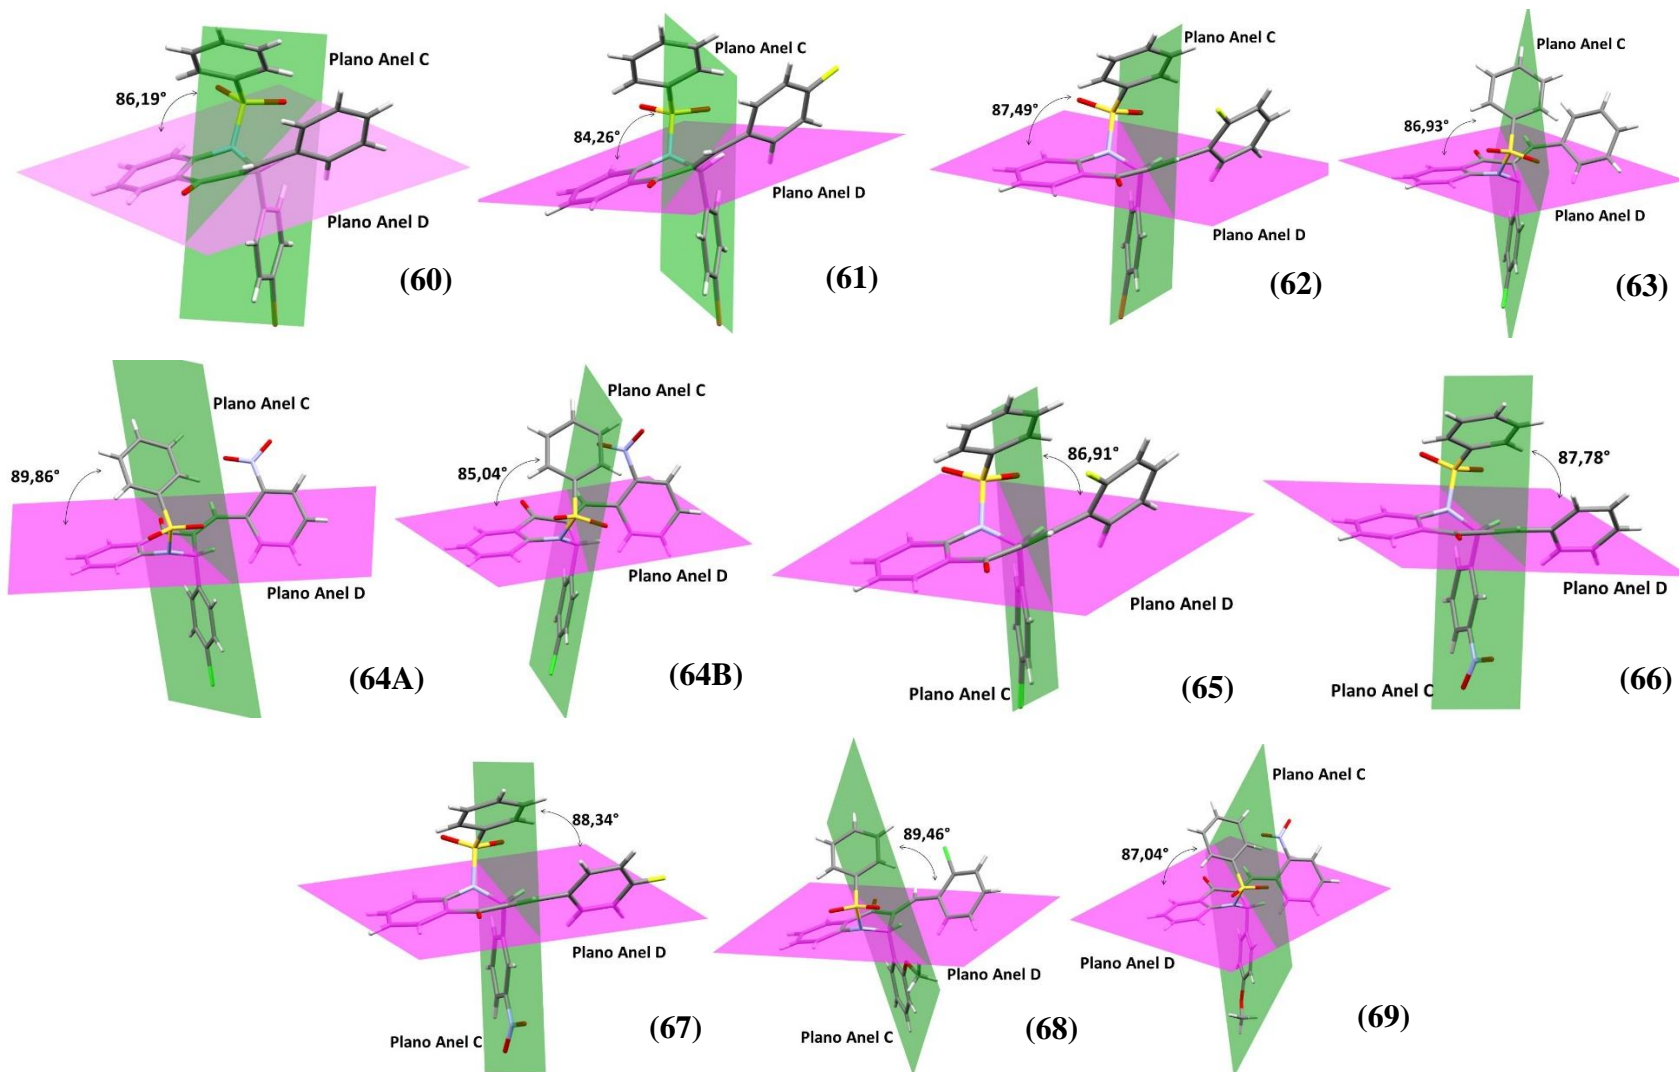 Plano Anel C
86,19°
Plano Anel D
(60)
Plano Anel C
84,26°
Plano Anel D
(61)
Plano Anel C
87,49°
Plano Anel D
(62)
Plano Anel C
86,93°
Plano Anel D
(63)
Plano Anel C
89,86°
Plano Anel D
(64A)
Plano Anel C
85,04°
Plano Anel D
(64B)
86,91°
Plano Anel D
Plano Anel C
(65)
87,78°
Plano Anel D
Plano Anel C
(66)
88,34°
Plano Anel D
Plano Anel C
(67)
89,46°
Plano Anel D
Plano Anel C
(68)
Plano Anel C
87,04°
Plano Anel D
(69)